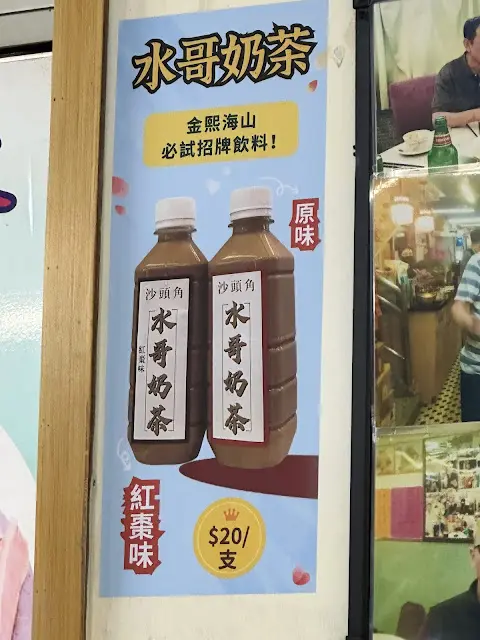 水哥奶茶
金熙海山
必試招牌飲料！
原味
沙頭角
水哥奶茶
紅棗味
沙頭角
水哥奶茶
紅棗味
$20/
支